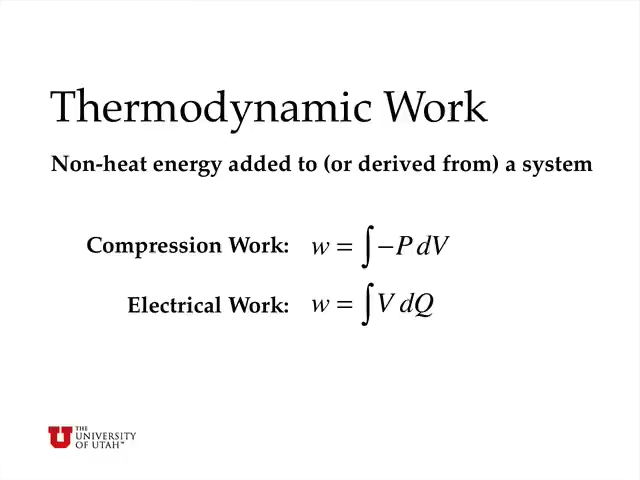 Thermodynamic Work
Non-heat energy added to (or derived from) a system
Compression Work: w = ∫ −P dV
Electrical Work: w = ∫ V dQ
THE
UNIVERSITY
OF UTAH™